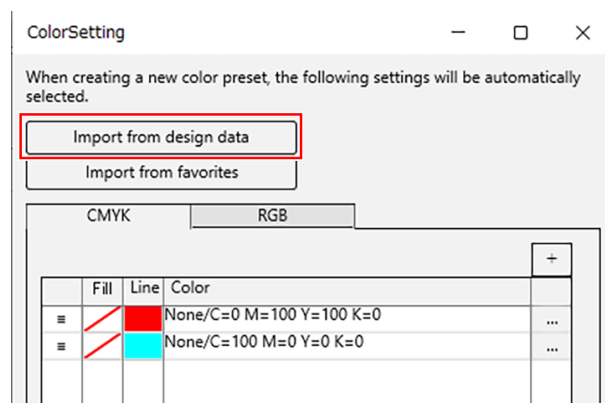 ColorSetting
When creating a new color preset, the following settings will be automatically
selected.
Import from design data
Import from favorites
CMYK RGB
+
Fill Line Color
≡ None/C=0 M=100 Y=100 K=0 ...
≡ None/C=100 M=0 Y=0 K=0 ...